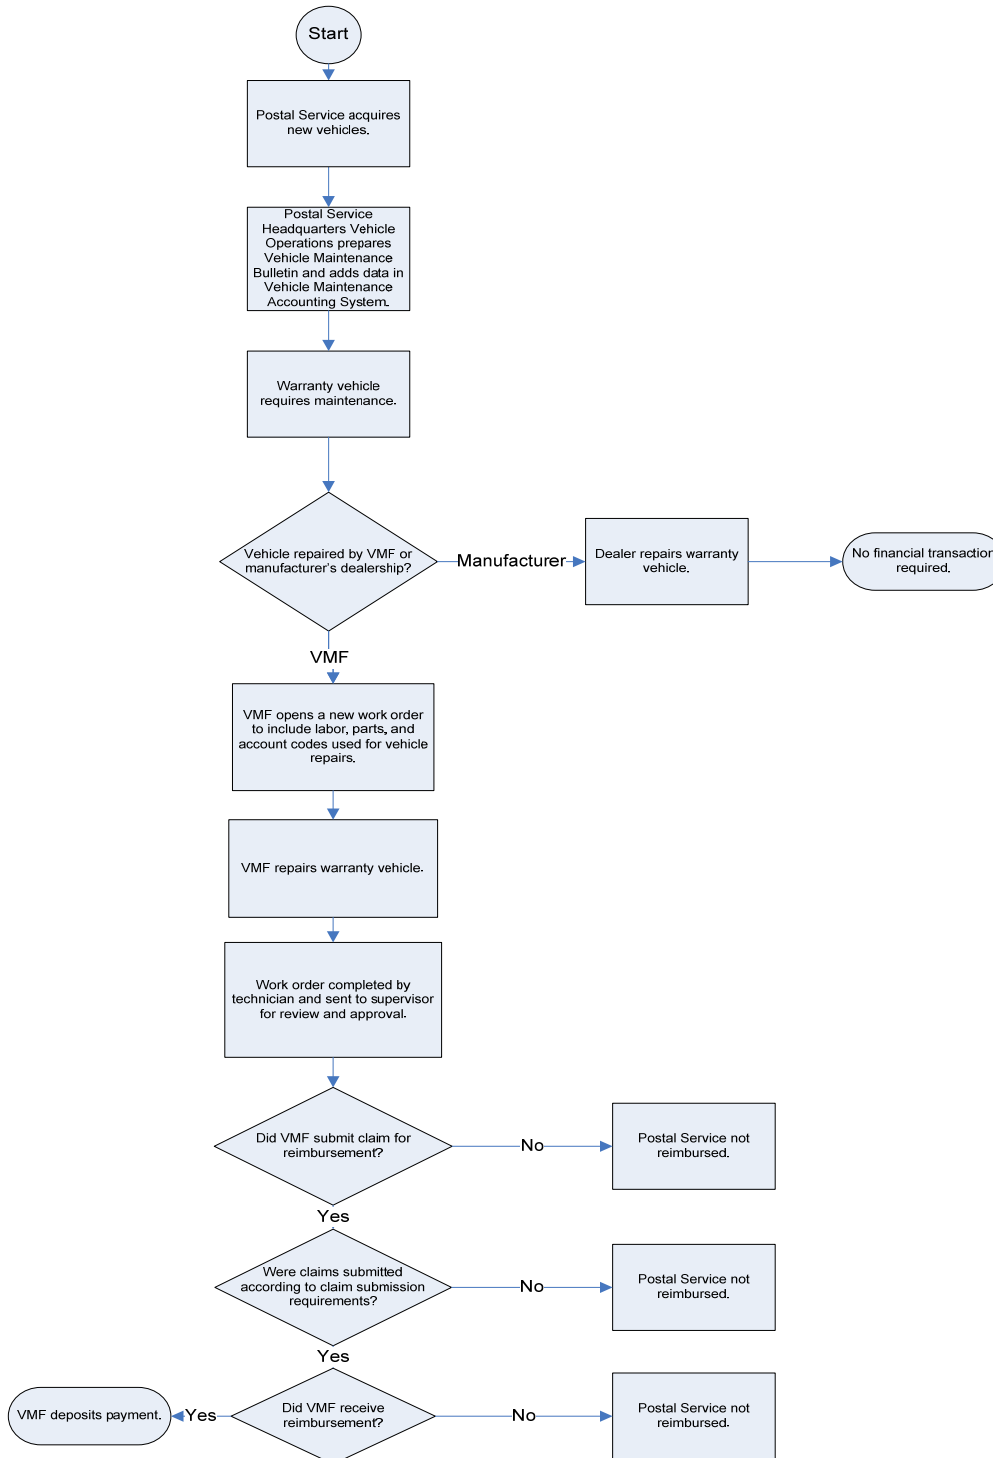 Start
Postal Service acquires
new vehicles.
Postal Service
Headquarters Vehicle
Operations prepares
Vehicle Maintenance
Bulletin and adds data in
Vehicle Maintenance
Accounting System.
Warranty vehicle
requires maintenance.
Vehicle repaired by VMF or
manufacturer's dealership?
Manufacturer
Dealer repairs warranty
vehicle.
No financial transaction
required.
VMF
VMF opens a new work order
to include labor, parts, and
account codes used for vehicle
repairs.
VMF repairs warranty vehicle.
Work order completed by
technician and sent to supervisor
for review and approval.
Did VMF submit claim for
reimbursement?
No
Postal Service not
reimbursed.
Yes
Were claims submitted
according to claim submission
requirements?
No
Postal Service not
reimbursed.
Yes
Did VMF receive
reimbursement?
Yes
VMF deposits payment.
No
Postal Service not
reimbursed.